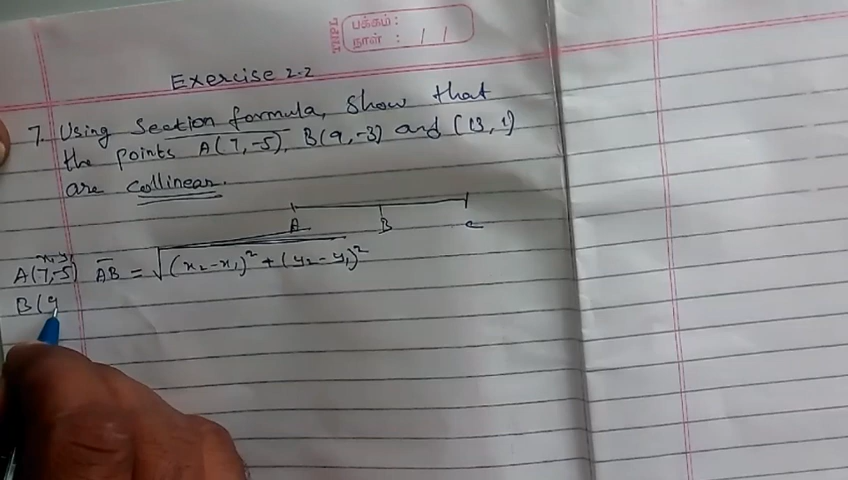 TNPL
பக்கம் :
நாள் : / /
Exercise 2.2
7. Using Section formula, Show that
the points A(7,-5), B(9,-3) and (13,1)
are collinear.
A B C
x₁ y₁
A(7,-5) AB = √(x₂-x₁)² + (y₂-y₁)²
B(9